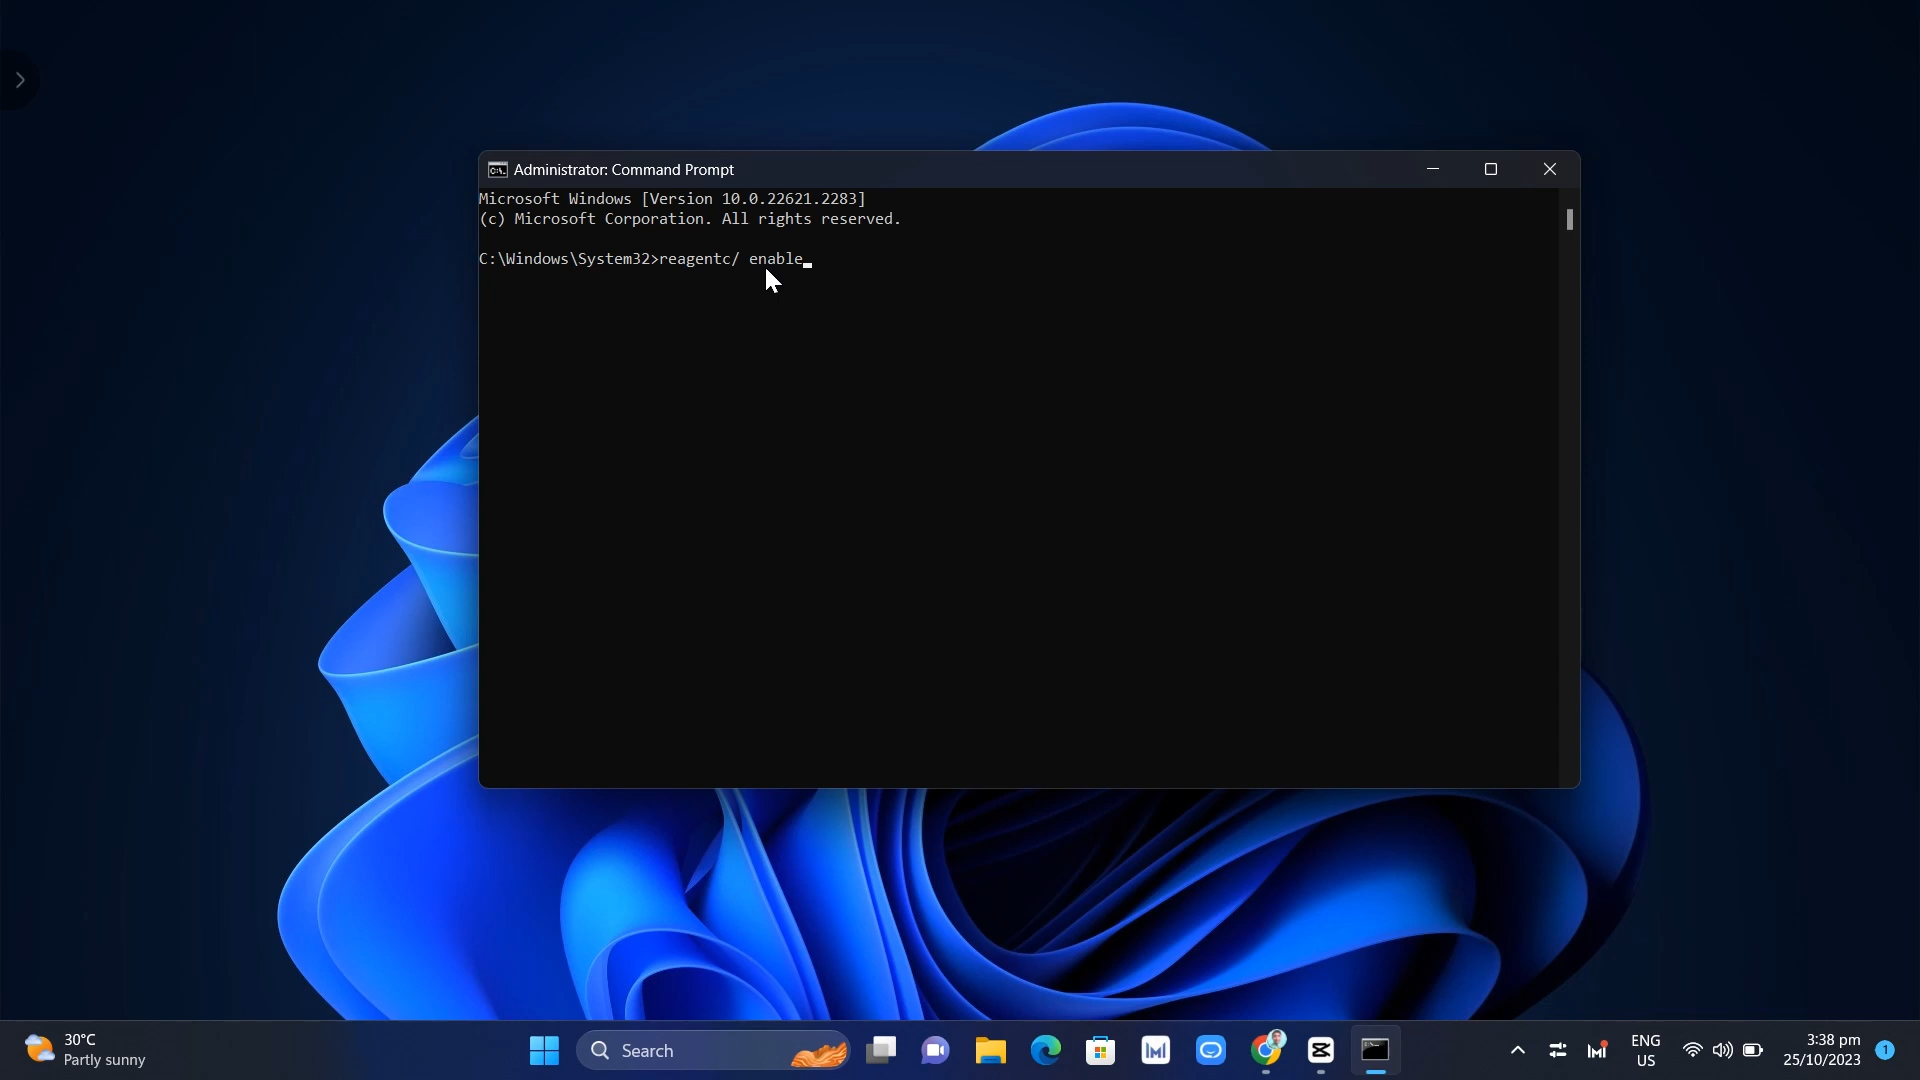 Administrator: Command Prompt
Microsoft Windows [Version 10.0.22621.2283]
(c) Microsoft Corporation. All rights reserved.
C:\Windows\System32>reagentc/ enable
30°C
Partly sunny
Search
ENG
US
3:38 pm
25/10/2023
1